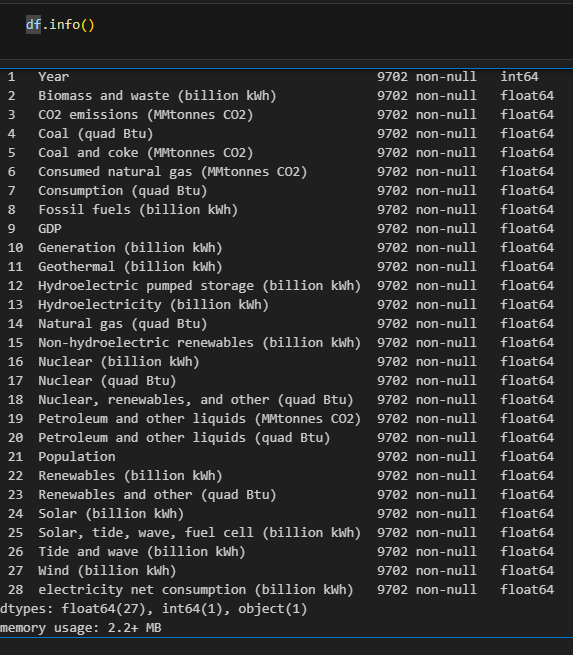 df.info()
1 Year 9702 non-null int64
2 Biomass and waste (billion kWh) 9702 non-null float64
3 CO2 emissions (MMtonnes CO2) 9702 non-null float64
4 Coal (quad Btu) 9702 non-null float64
5 Coal and coke (MMtonnes CO2) 9702 non-null float64
6 Consumed natural gas (MMtonnes CO2) 9702 non-null float64
7 Consumption (quad Btu) 9702 non-null float64
8 Fossil fuels (billion kWh) 9702 non-null float64
9 GDP 9702 non-null float64
10 Generation (billion kWh) 9702 non-null float64
11 Geothermal (billion kWh) 9702 non-null float64
12 Hydroelectric pumped storage (billion kWh) 9702 non-null float64
13 Hydroelectricity (billion kWh) 9702 non-null float64
14 Natural gas (quad Btu) 9702 non-null float64
15 Non-hydroelectric renewables (billion kWh) 9702 non-null float64
16 Nuclear (billion kWh) 9702 non-null float64
17 Nuclear (quad Btu) 9702 non-null float64
18 Nuclear, renewables, and other (quad Btu) 9702 non-null float64
19 Petroleum and other liquids (MMtonnes CO2) 9702 non-null float64
20 Petroleum and other liquids (quad Btu) 9702 non-null float64
21 Population 9702 non-null float64
22 Renewables (billion kWh) 9702 non-null float64
23 Renewables and other (quad Btu) 9702 non-null float64
24 Solar (billion kWh) 9702 non-null float64
25 Solar, tide, wave, fuel cell (billion kWh) 9702 non-null float64
26 Tide and wave (billion kWh) 9702 non-null float64
27 Wind (billion kWh) 9702 non-null float64
28 electricity net consumption (billion kWh) 9702 non-null float64
dtypes: float64(27), int64(1), object(1)
memory usage: 2.2+ MB